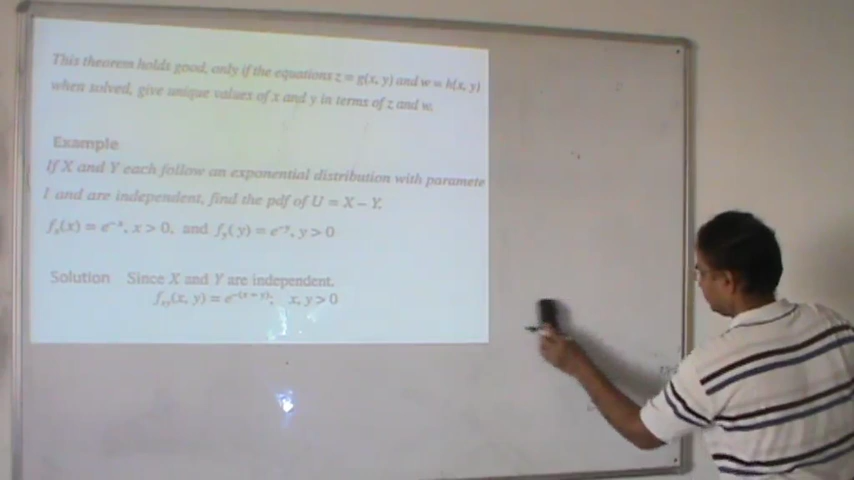 This theorem holds good, only if the equations z = g(x, y) and w = h(x, y)
when solved, give unique values of x and y in terms of z and w.
Example
If X and Y each follow an exponential distribution with paramete
1 and are independent, find the pdf of U = X – Y.
fₓ(x) = e⁻ˣ, x > 0, and fᵧ(y) = e⁻ʸ, y > 0
Solution Since X and Y are independent,
fₓᵧ(x, y) = e⁻⁽ˣ ⁺ ʸ⁾; x, y > 0